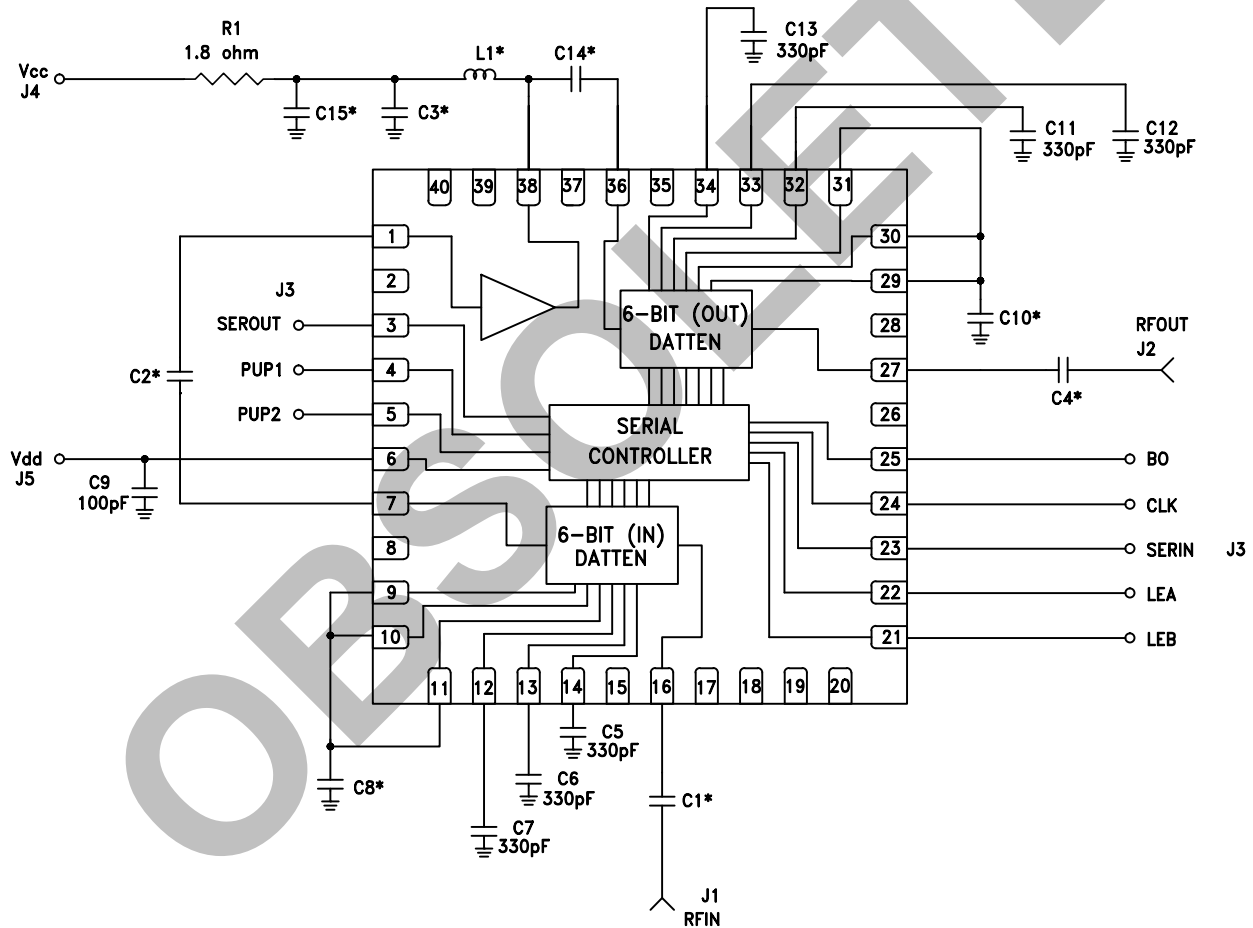 R1
1.8 ohm
Vcc
J4
C15*
C3*
L1*
C14*
C13
330pF
C11
330pF
C12
330pF
40
39
38
37
36
35
34
33
32
31
1
2
3
4
5
6
7
8
9
10
30
29
28
27
26
25
24
23
22
21
11
12
13
14
15
16
17
18
19
20
J3
SEROUT
PUP1
PUP2
C2*
Vdd
J5
C9
100pF
6-BIT (OUT)
DATTEN
SERIAL
CONTROLLER
6-BIT (IN)
DATTEN
C10*
RFOUT
J2
C4*
BO
CLK
SERIN J3
LEA
LEB
C8*
C5
330pF
C6
330pF
C7
330pF
C1*
J1
RFIN
OBSOLETE